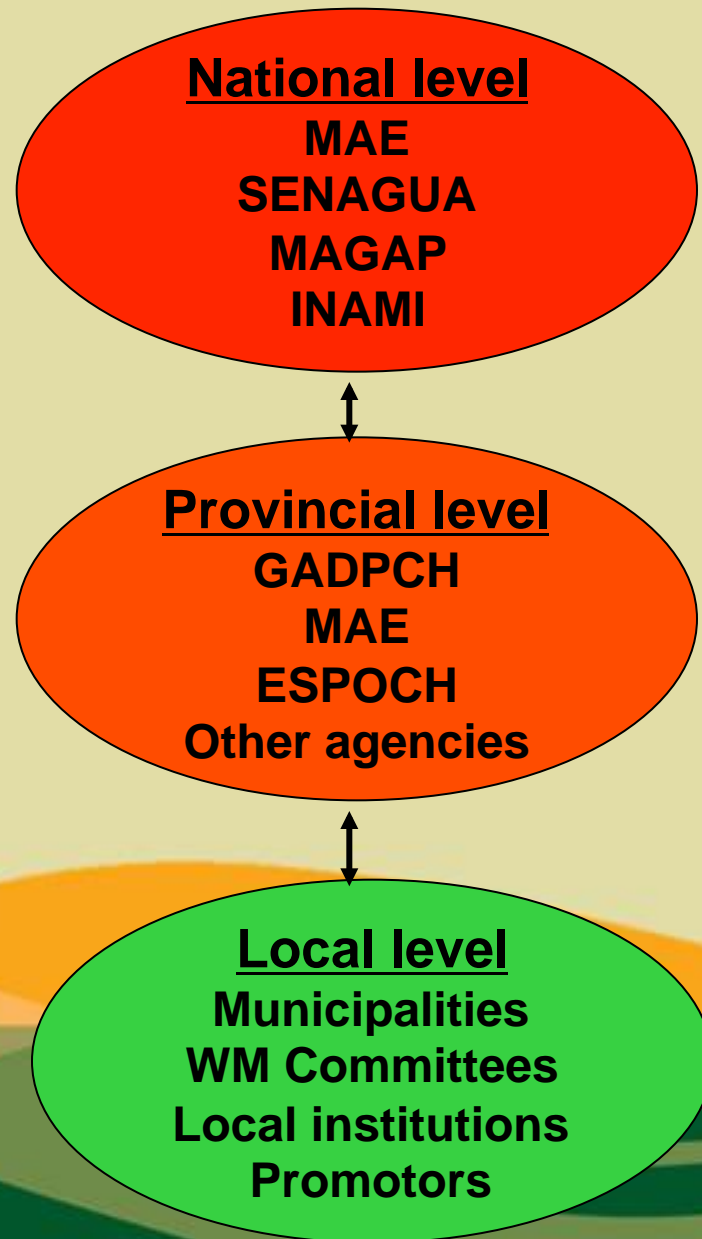 National level
MAE
SENAGUA
MAGAP
INAMI
Provincial level
GADPCH
MAE
ESPOCH
Other agencies
Local level
Municipalities
WM Committees
Local institutions
Promotors